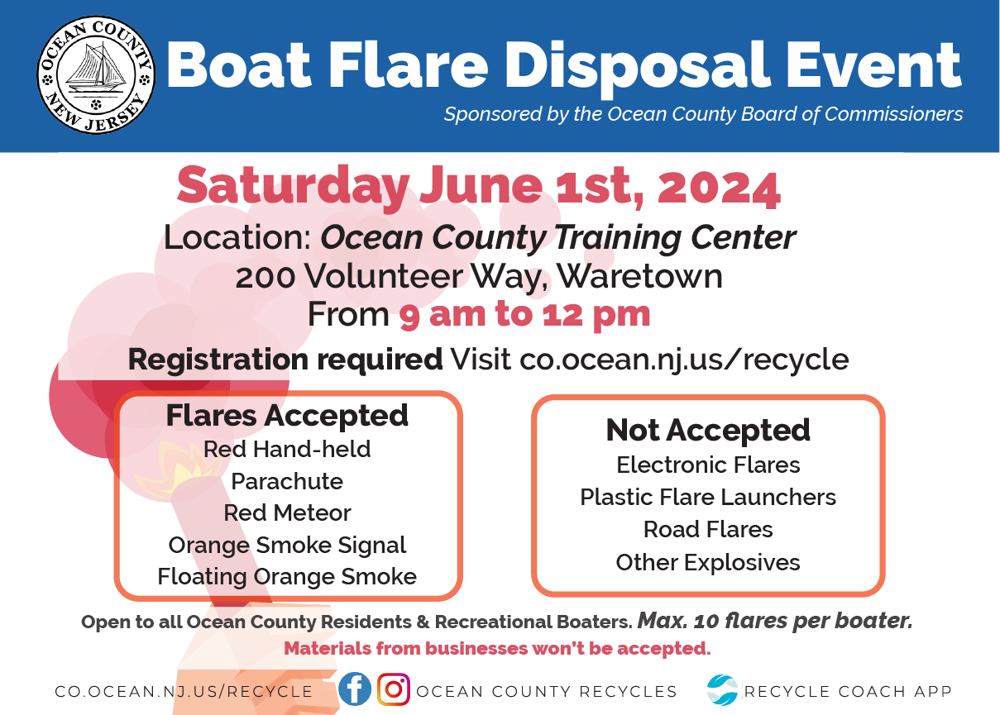 OCEAN COUNTY
NEW JERSEY
Boat Flare Disposal Event
Sponsored by the Ocean County Board of Commissioners
Saturday June 1st, 2024
Location: Ocean County Training Center
200 Volunteer Way, Waretown
From 9 am to 12 pm
Registration required Visit co.ocean.nj.us/recycle
Flares Accepted
Red Hand-held
Parachute
Red Meteor
Orange Smoke Signal
Floating Orange Smoke
Not Accepted
Electronic Flares
Plastic Flare Launchers
Road Flares
Other Explosives
Open to all Ocean County Residents & Recreational Boaters. Max. 10 flares per boater.
Materials from businesses won't be accepted.
CO.OCEAN.NJ.US/RECYCLE OCEAN COUNTY RECYCLES RECYCLE COACH APP